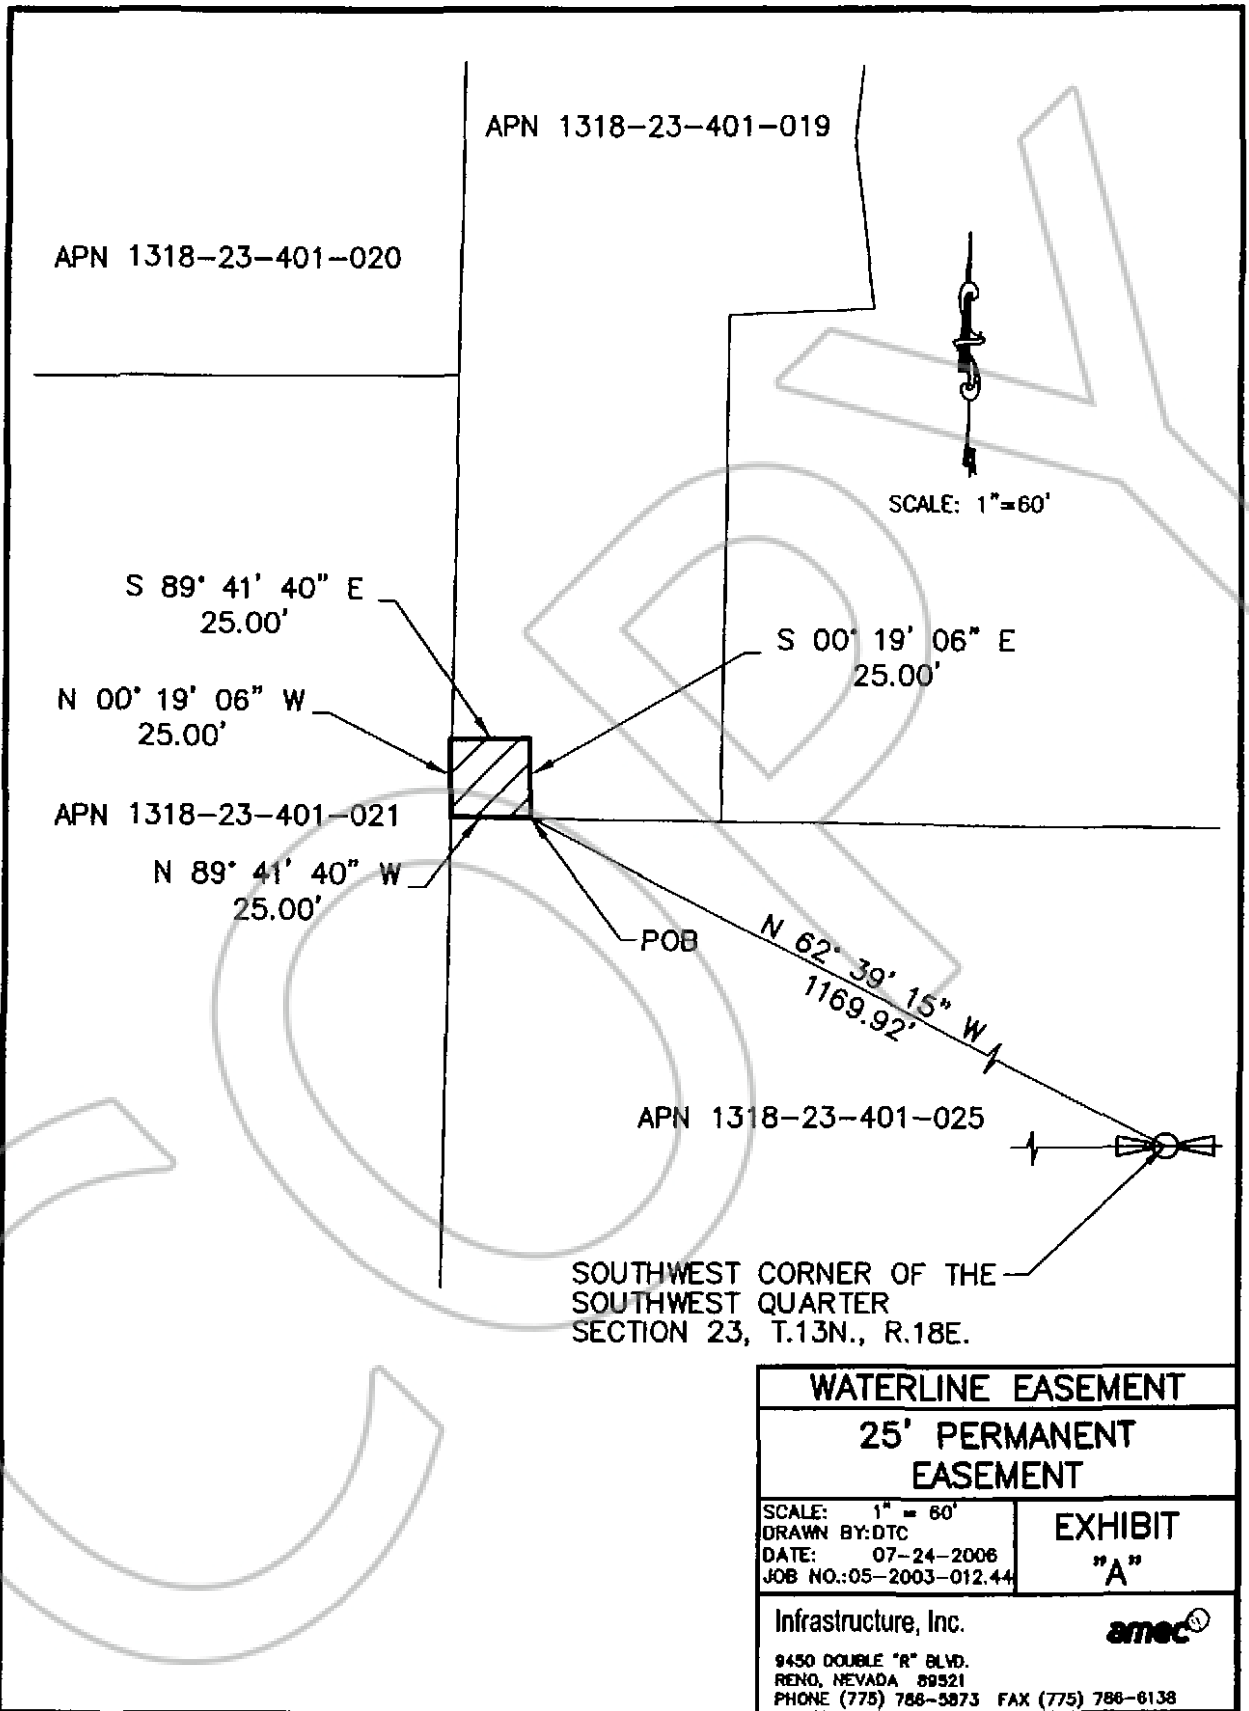 APN 1318-23-401-019
APN 1318-23-401-020
SCALE: 1"=60'
S 89° 41' 40" E
25.00'
S 00° 19' 06" E
25.00'
N 00° 19' 06" W
25.00'
APN 1318-23-401-021
N 89° 41' 40" W
25.00'
POB
N 62° 39' 15" W
1169.92'
APN 1318-23-401-025
SOUTHWEST CORNER OF THE
SOUTHWEST QUARTER
SECTION 23, T.13N., R.18E.
WATERLINE EASEMENT
25' PERMANENT
EASEMENT
SCALE: 1" = 60'
DRAWN BY:DTC
DATE: 07-24-2006
JOB NO.:05-2003-012.44
EXHIBIT
"A"
Infrastructure, Inc.
amec
9450 DOUBLE "R" BLVD.
RENO, NEVADA 89521
PHONE (775) 786-5873 FAX (775) 786-6138
COPY